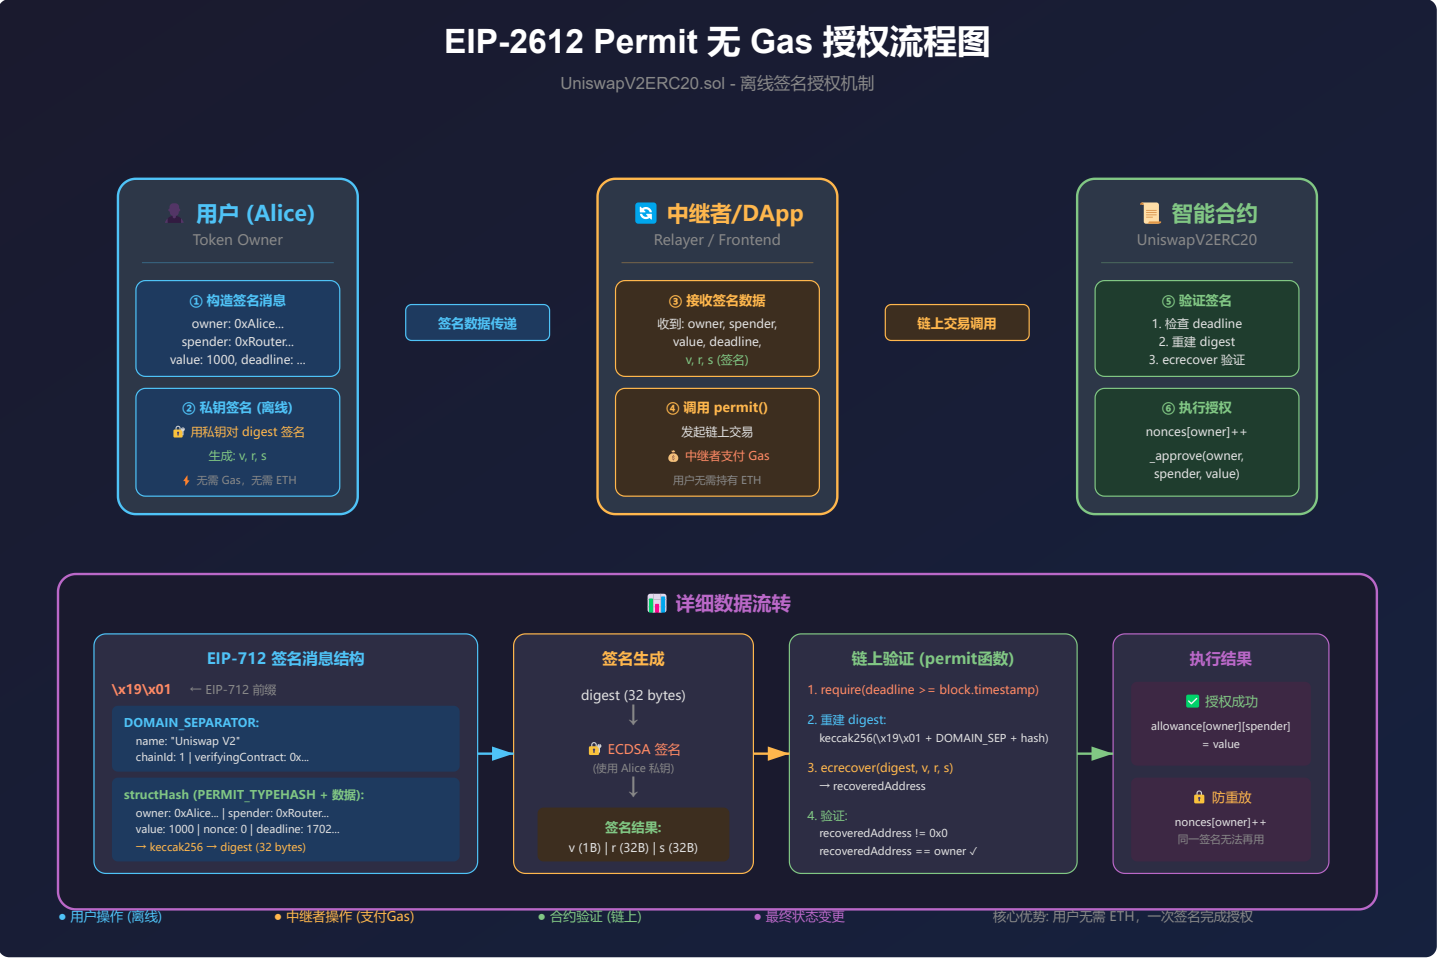 EIP-2612 Permit 无 Gas 授权流程图
UniswapV2ERC20.sol - 离线签名授权机制
用户 (Alice)
Token Owner
① 构造签名消息
owner: 0xAlice...
spender: 0xRouter...
value: 1000, deadline: ...
② 私钥签名 (离线)
🔐 用私钥对 digest 签名
生成: v, r, s
⚡ 无需 Gas，无需 ETH
签名数据传递
中继者/DApp
Relayer / Frontend
③ 接收签名数据
收到: owner, spender,
value, deadline,
v, r, s (签名)
④ 调用 permit()
发起链上交易
💰 中继者支付 Gas
用户无需持有 ETH
链上交易调用
智能合约
UniswapV2ERC20
⑤ 验证签名
1. 检查 deadline
2. 重建 digest
3. ecrecover 验证
⑥ 执行授权
nonces[owner]++
_approve(owner,
spender, value)
📊 详细数据流转
EIP-712 签名消息结构
\x19\x01 ← EIP-712 前缀
DOMAIN_SEPARATOR:
name: "Uniswap V2"
chainId: 1 | verifyingContract: 0x...
structHash (PERMIT_TYPEHASH + 数据):
owner: 0xAlice... | spender: 0xRouter...
value: 1000 | nonce: 0 | deadline: 1702...
→ keccak256 → digest (32 bytes)
签名生成
digest (32 bytes)
🔐 ECDSA 签名
(使用 Alice 私钥)
签名结果:
v (1B) | r (32B) | s (32B)
链上验证 (permit函数)
1. require(deadline >= block.timestamp)
2. 重建 digest:
keccak256(\x19\x01 + DOMAIN_SEP + hash)
3. ecrecover(digest, v, r, s)
→ recoveredAddress
4. 验证:
recoveredAddress != 0x0
recoveredAddress == owner ✓
执行结果
✅ 授权成功
allowance[owner][spender]
= value
🔒 防重放
nonces[owner]++
同一签名无法再用
● 用户操作 (离线)
● 中继者操作 (支付Gas)
● 合约验证 (链上)
● 最终状态变更
核心优势: 用户无需 ETH，一次签名完成授权